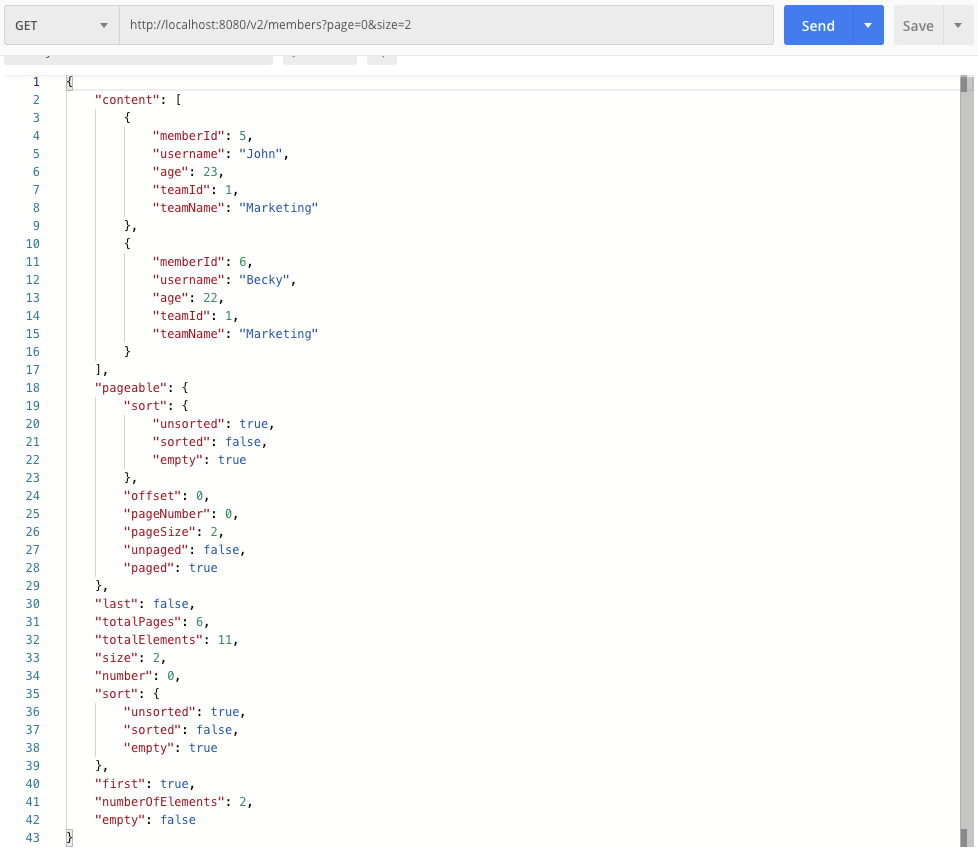 GET http://localhost:8080/v2/members?page=0&size=2 Send Save
1 {
2 "content": [
3 {
4 "memberId": 5,
5 "username": "John",
6 "age": 23,
7 "teamId": 1,
8 "teamName": "Marketing"
9 },
10 {
11 "memberId": 6,
12 "username": "Becky",
13 "age": 22,
14 "teamId": 1,
15 "teamName": "Marketing"
16 }
17 ],
18 "pageable": {
19 "sort": {
20 "unsorted": true,
21 "sorted": false,
22 "empty": true
23 },
24 "offset": 0,
25 "pageNumber": 0,
26 "pageSize": 2,
27 "unpaged": false,
28 "paged": true
29 },
30 "last": false,
31 "totalPages": 6,
32 "totalElements": 11,
33 "size": 2,
34 "number": 0,
35 "sort": {
36 "unsorted": true,
37 "sorted": false,
38 "empty": true
39 },
40 "first": true,
41 "numberOfElements": 2,
42 "empty": false
43 }